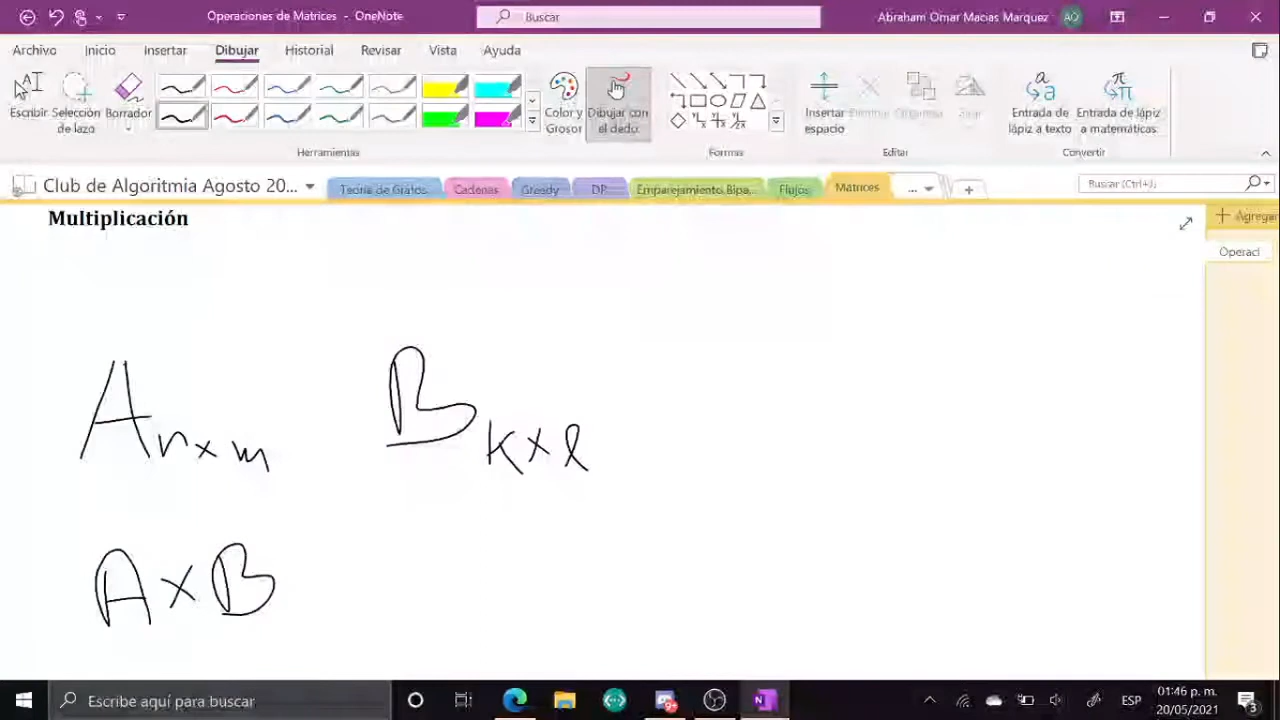 Operaciones de Matrices - OneNote
Buscar
Abraham Omar Macias Marquez
AO
Archivo Inicio Insertar Dibujar Historial Revisar Vista Ayuda
Escribir
Selección de lazo
Borrador
Color y Grosor
Dibujar con el dedo
Insertar espacio
Eliminar
Entrada de lápiz a texto
Entrada de lápiz a matemáticas
Herramientas
Formas
Editar
Convertir
Club de Algoritmia Agosto 20...
Teoría de Grafos
Cadenas
Greedy
DP
Emparejamiento Bipa...
Flujos
Matrices
...
Buscar (Ctrl+E)
Multiplicación
Agregar
Operaci
A n×m B k×l
A×B
Escribe aquí para buscar
ESP
01:46 p. m.
20/05/2021